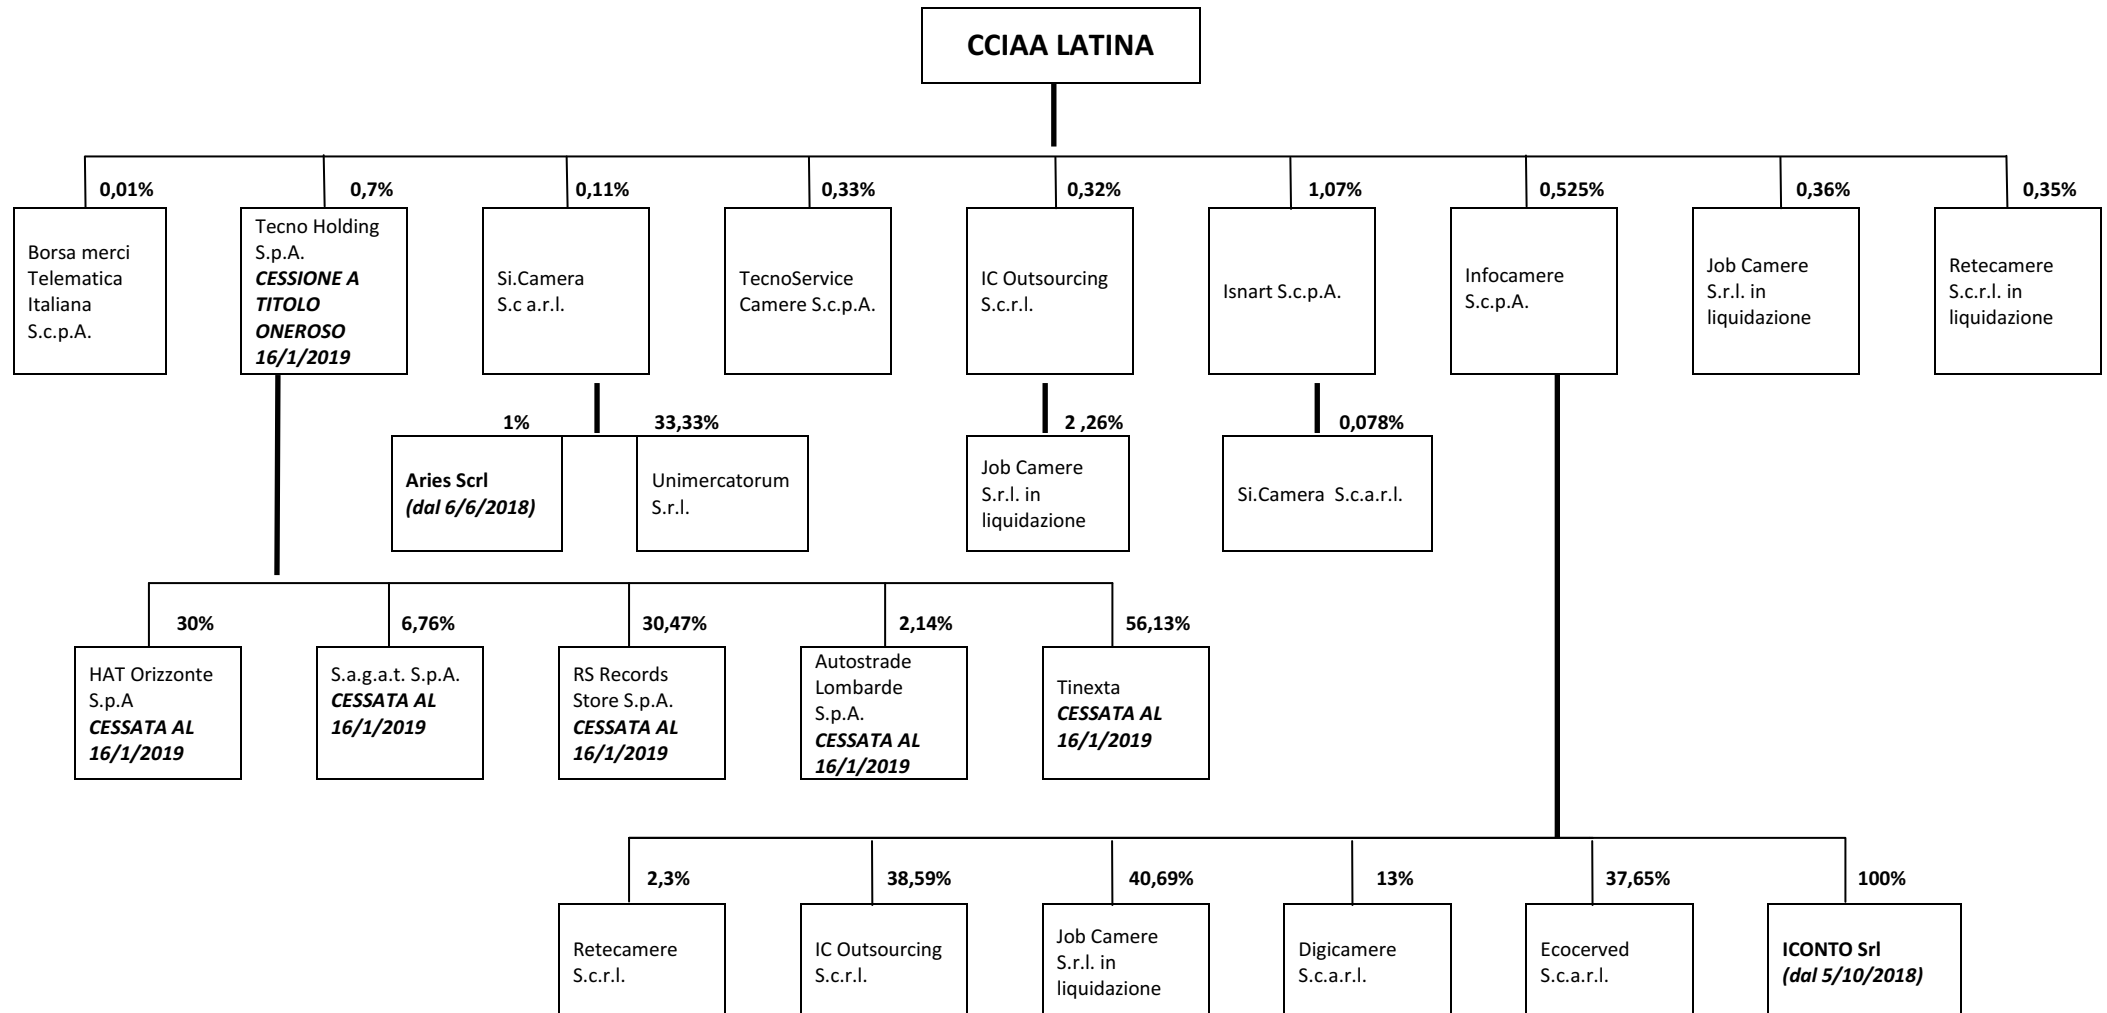 CCIAA LATINA
0,01%
0,7%
0,11%
0,33%
0,32%
1,07%
0,525%
0,36%
0,35%
Borsa merci
Telematica
Italiana
S.c.p.A.
Tecno Holding
S.p.A.
CESSIONE A
TITOLO
ONEROSO
16/1/2019
Si.Camera
S.c a.r.l.
TecnoService
Camere S.c.p.A.
IC Outsourcing
S.c.r.l.
Isnart S.c.p.A.
Infocamere
S.c.p.A.
Job Camere
S.r.l. in
liquidazione
Retecamere
S.c.r.l. in
liquidazione
1%
33,33%
2 ,26%
0,078%
Aries Scrl
(dal 6/6/2018)
Unimercatorum
S.r.l.
Job Camere
S.r.l. in
liquidazione
Si.Camera S.c.a.r.l.
30%
6,76%
30,47%
2,14%
56,13%
HAT Orizzonte
S.p.A
CESSATA AL
16/1/2019
S.a.g.a.t. S.p.A.
CESSATA AL
16/1/2019
RS Records
Store S.p.A.
CESSATA AL
16/1/2019
Autostrade
Lombarde
S.p.A.
CESSATA AL
16/1/2019
Tinexta
CESSATA AL
16/1/2019
2,3%
38,59%
40,69%
13%
37,65%
100%
Retecamere
S.c.r.l.
IC Outsourcing
S.c.r.l.
Job Camere
S.r.l. in
liquidazione
Digicamere
S.c.a.r.l.
Ecocerved
S.c.a.r.l.
ICONTO Srl
(dal 5/10/2018)